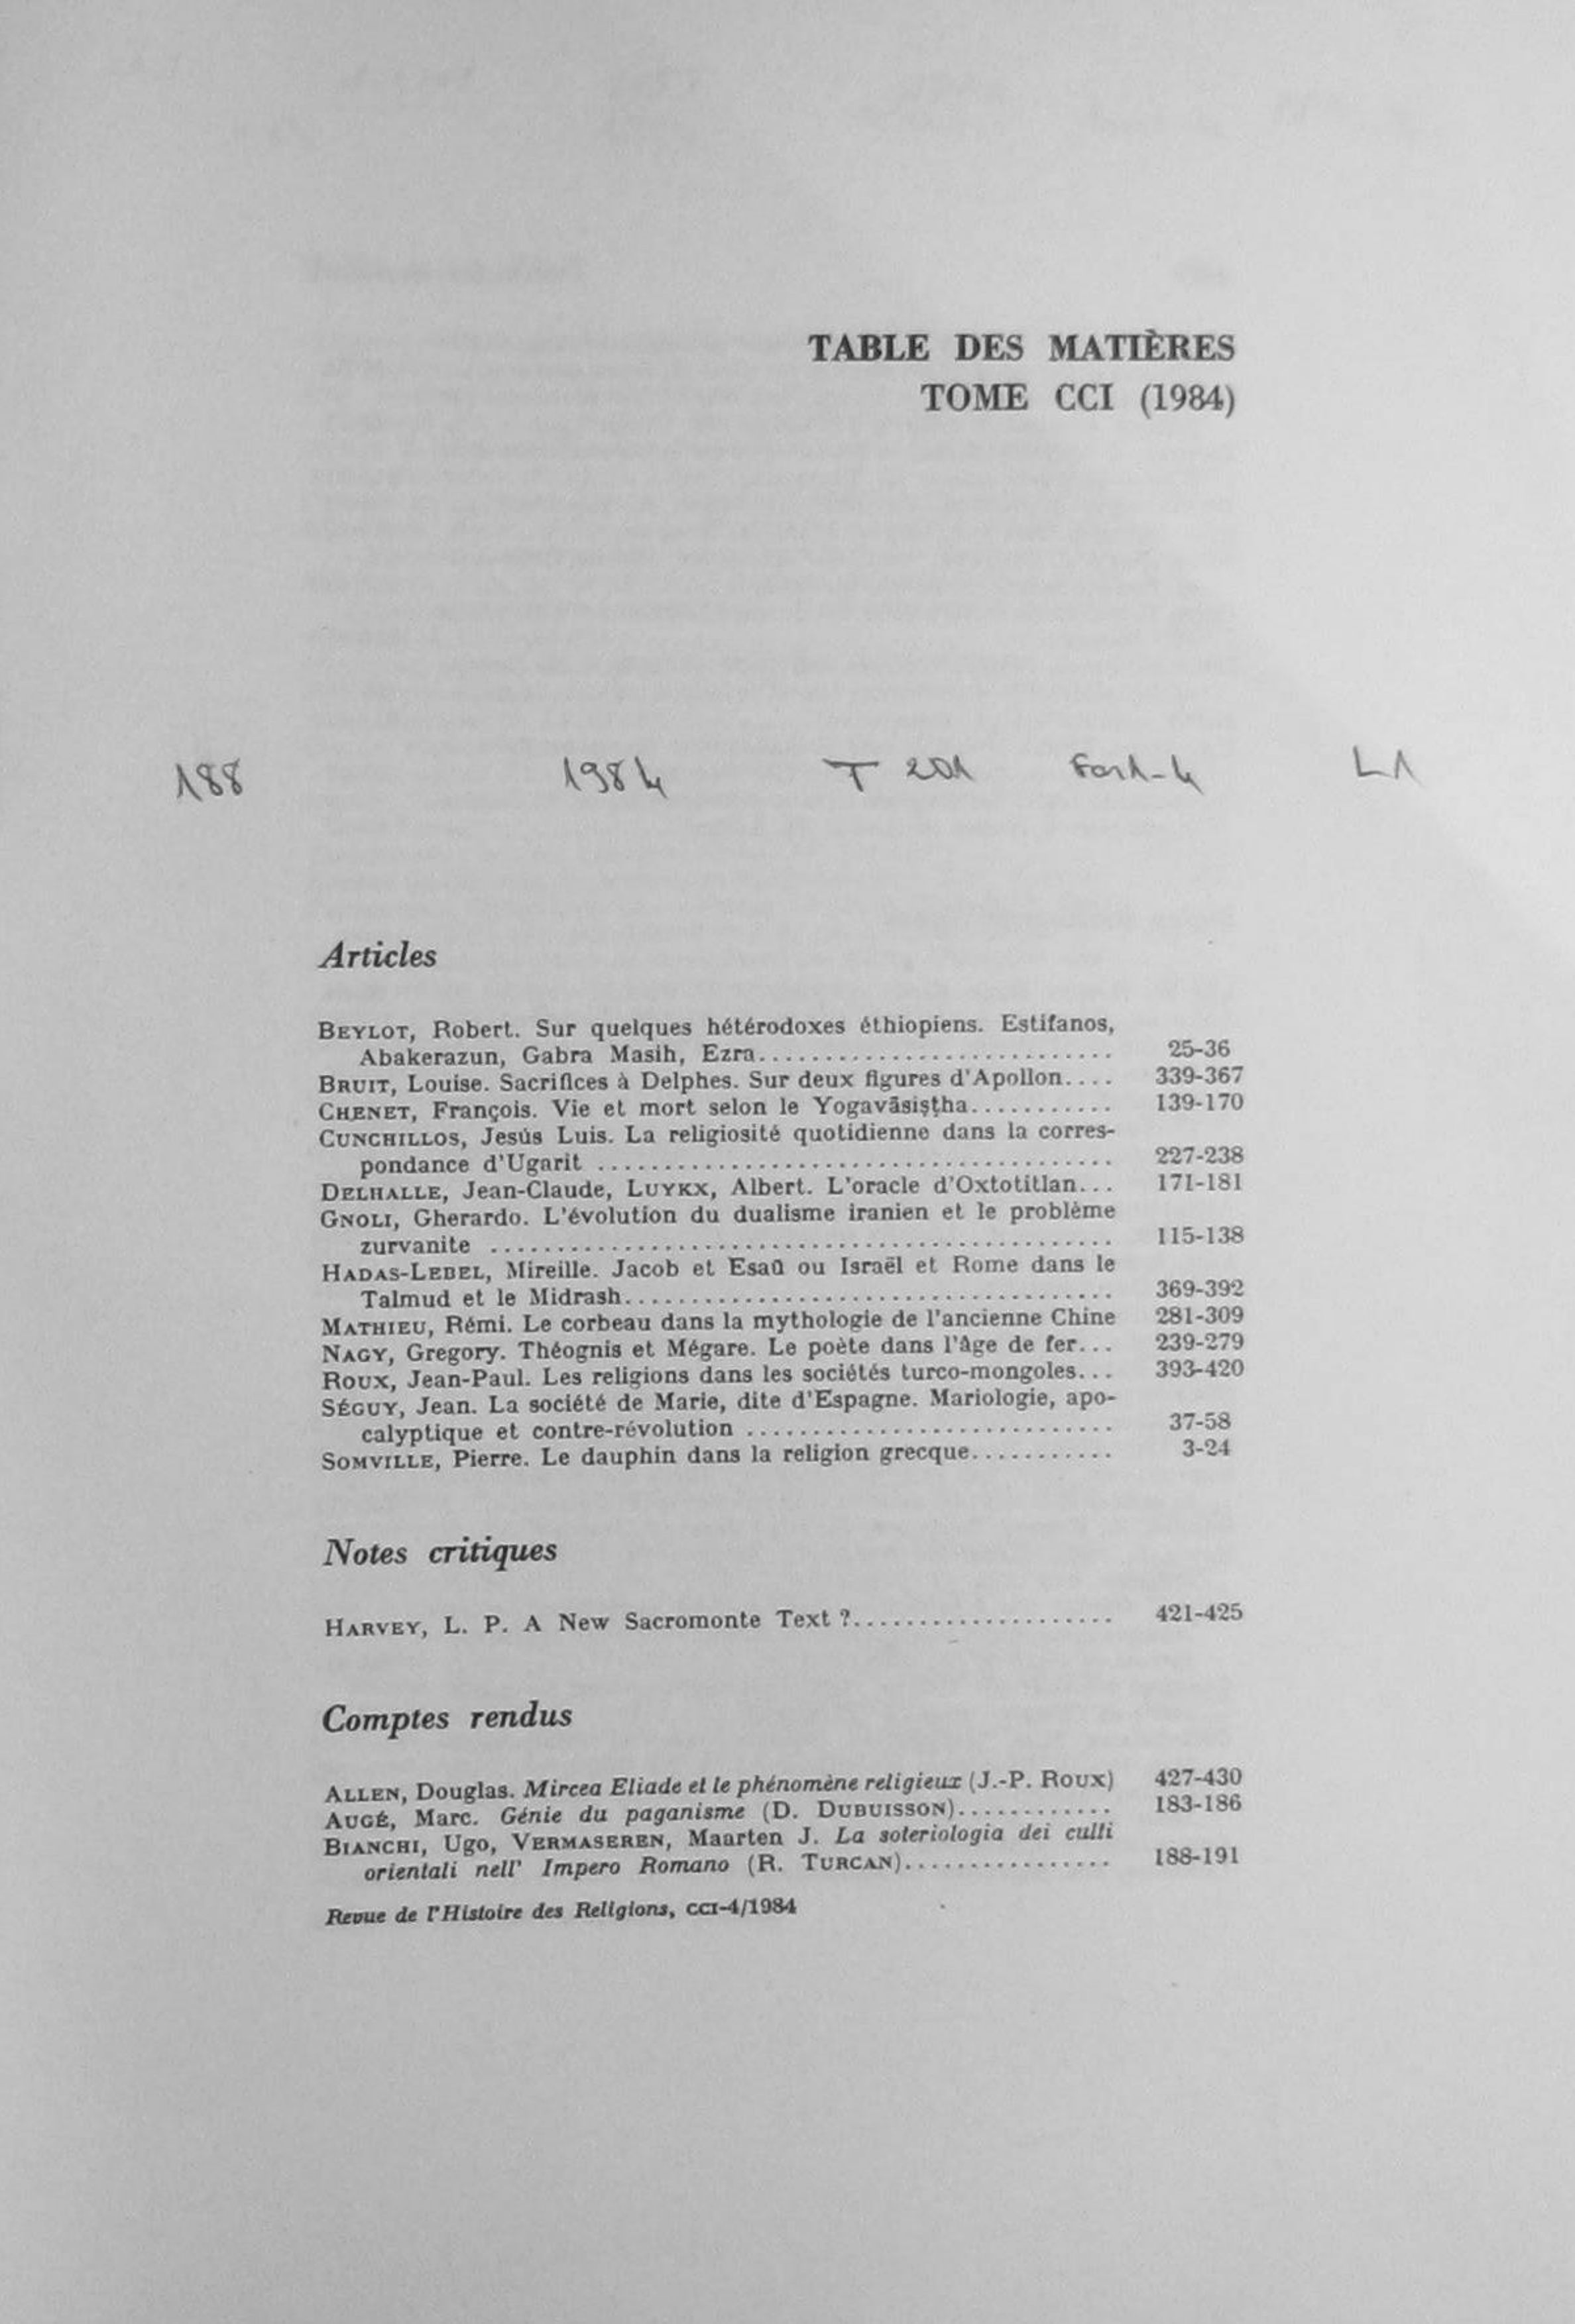 TABLE DES MATIÈRES
TOME CCI (1984)
188 1984 T 201 Fas1-4 L1
Articles
BEYLOT, Robert. Sur quelques hétérodoxes éthiopiens. Estifanos,
Abakerazun, Gabra Masih, Ezra........................... 25-36
BRUIT, Louise. Sacrifices à Delphes. Sur deux figures d'Apollon.... 339-367
CHENET, François. Vie et mort selon le Yogavāsiṣṭha........... 139-170
CUNCHILLOS, Jesús Luis. La religiosité quotidienne dans la corres-
pondance d'Ugarit ....................................... 227-238
DELHALLE, Jean-Claude, LUYKX, Albert. L'oracle d'Oxtotitlan... 171-181
GNOLI, Gherardo. L'évolution du dualisme iranien et le problème
zurvanite ............................................... 115-138
HADAS-LEBEL, Mireille. Jacob et Esaü ou Israël et Rome dans le
Talmud et le Midrash..................................... 369-392
MATHIEU, Rémi. Le corbeau dans la mythologie de l'ancienne Chine 281-309
NAGY, Gregory. Théognis et Mégare. Le poète dans l'âge de fer... 239-279
ROUX, Jean-Paul. Les religions dans les sociétés turco-mongoles... 393-420
SÉGUY, Jean. La société de Marie, dite d'Espagne. Mariologie, apo-
calyptique et contre-révolution ............................ 37-58
SOMVILLE, Pierre. Le dauphin dans la religion grecque........... 3-24
Notes critiques
HARVEY, L. P. A New Sacromonte Text ?.................... 421-425
Comptes rendus
ALLEN, Douglas. Mircea Eliade et le phénomène religieux (J.-P. ROUX) 427-430
AUGÉ, Marc. Génie du paganisme (D. DUBUISSON)............ 183-186
BIANCHI, Ugo, VERMASEREN, Maarten J. La soteriologia dei culti
orientali nell' Impero Romano (R. TURCAN)................ 188-191
Revue de l'Histoire des Religions, CCI-4/1984